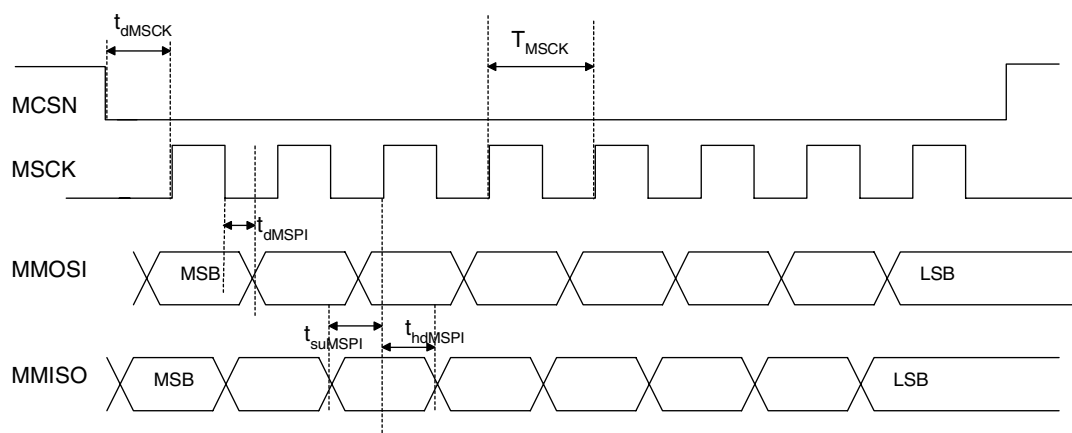 tdMSCK
TMSCK
MCSN
MSCK
tdMSPI
MMOSI
MSB
LSB
tsuMSPI
thdMSPI
MMISO
MSB
LSB